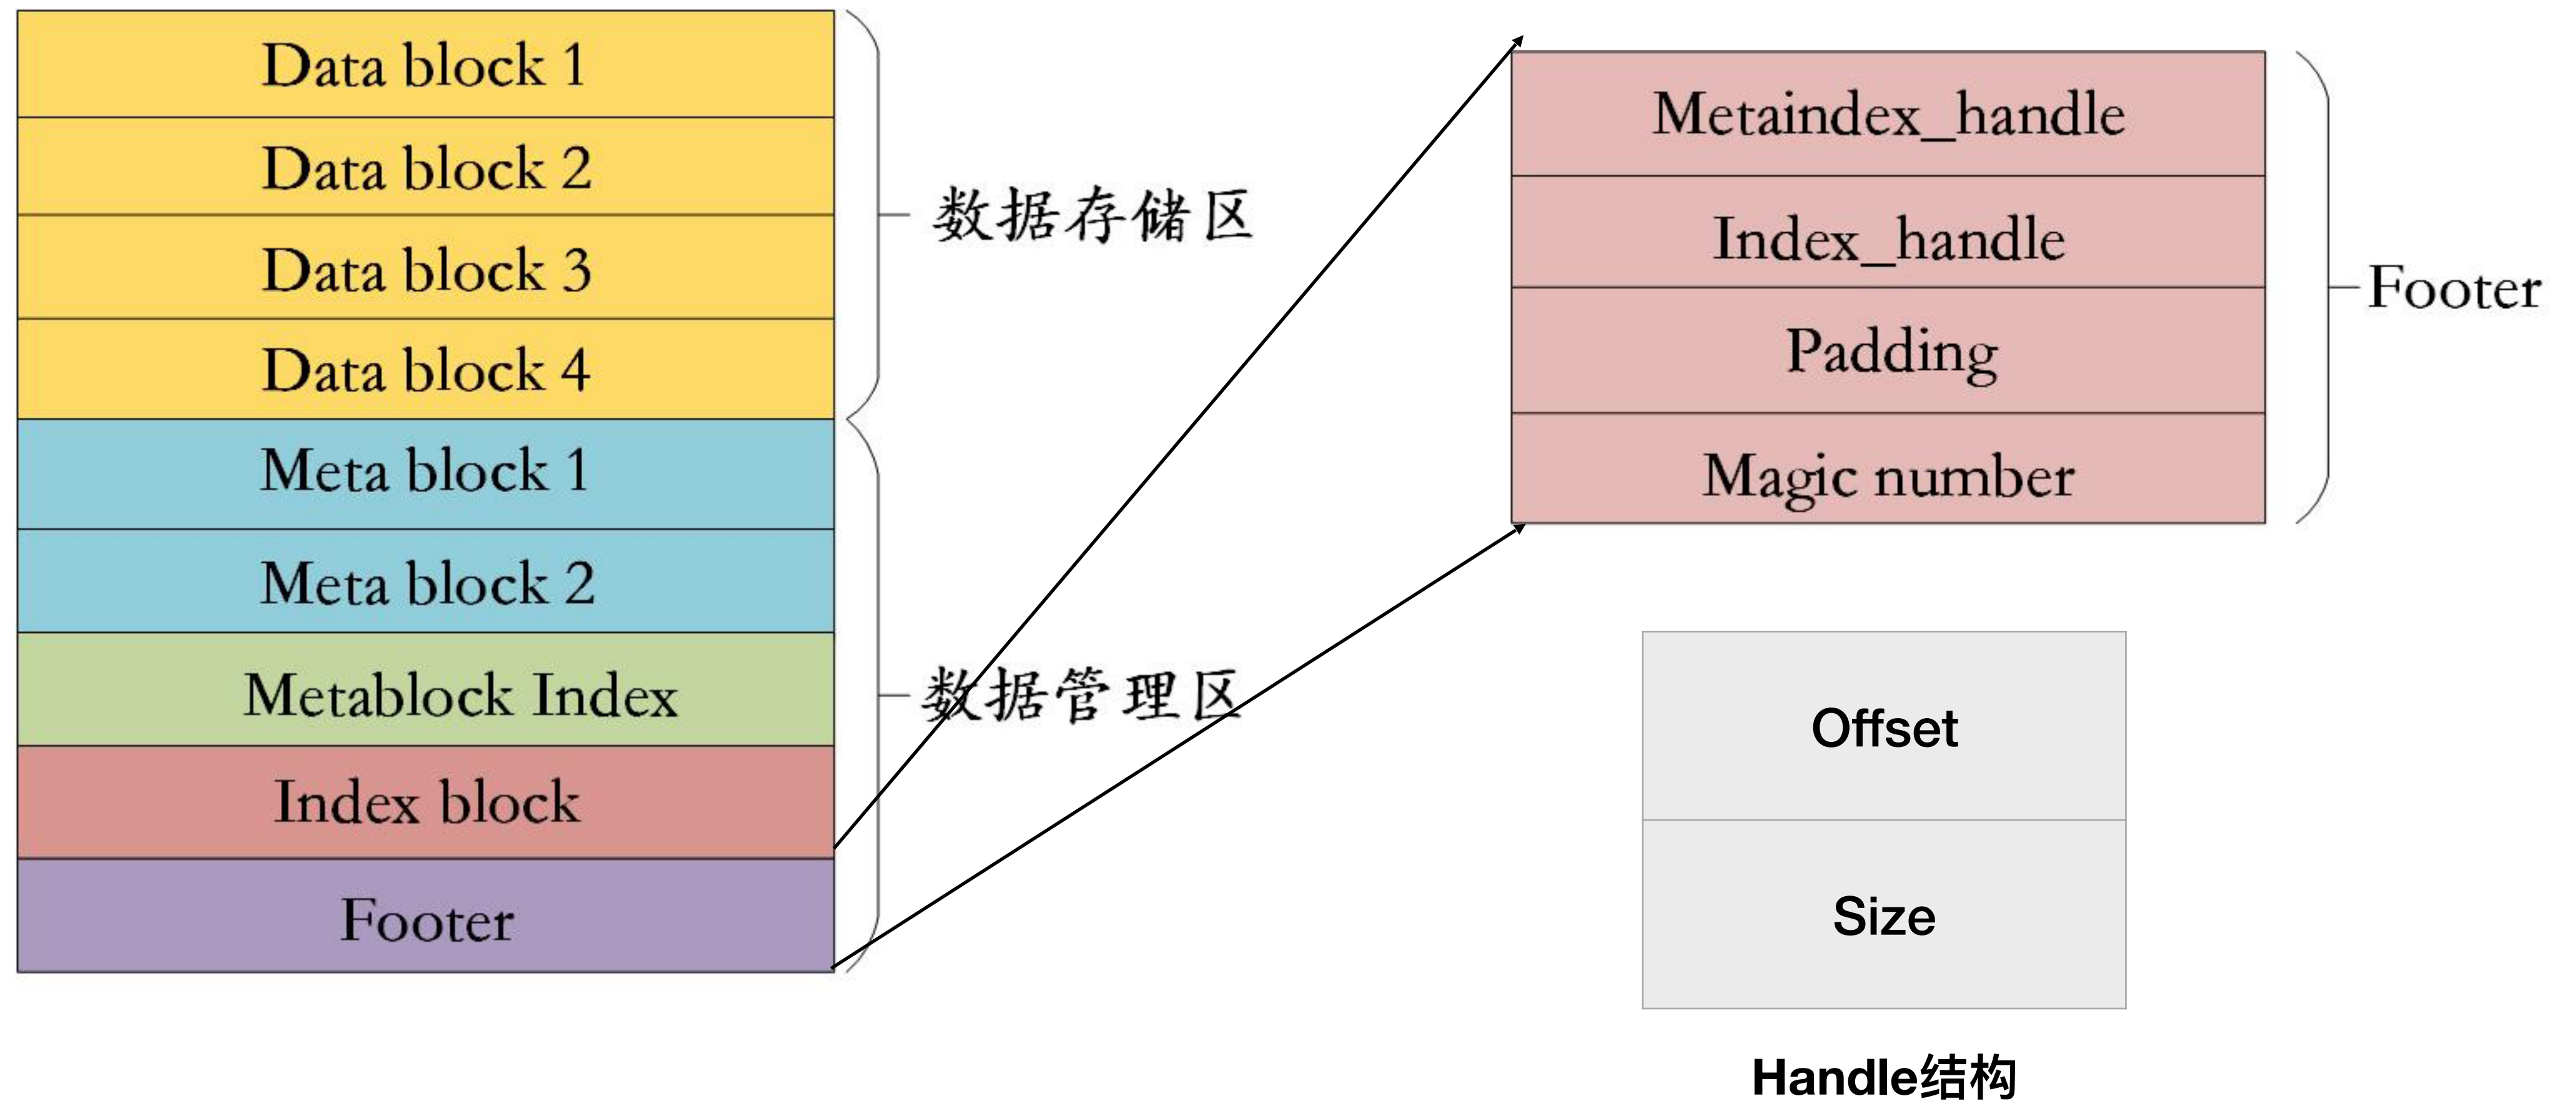 Data block 1
Data block 2
Data block 3
Data block 4
Meta block 1
Meta block 2
Metablock Index
Index block
Footer
数据存储区
数据管理区
Metaindex_handle
Index_handle
Padding
Magic number
Footer
Offset
Size
Handle结构